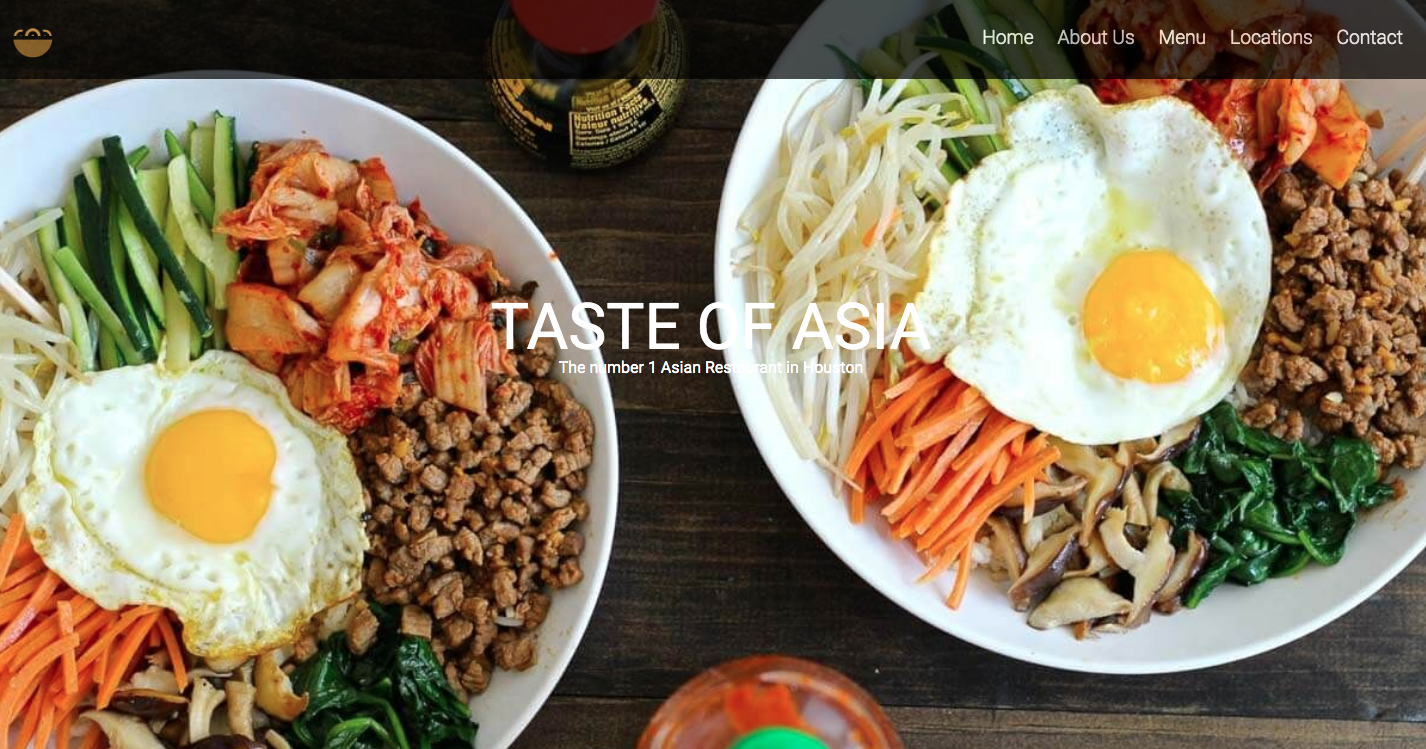 Home About Us Menu Locations Contact
Nutrition Facts
Valeur nutritive
TASTE OF ASIA
The number 1 Asian Restaurant in Houston